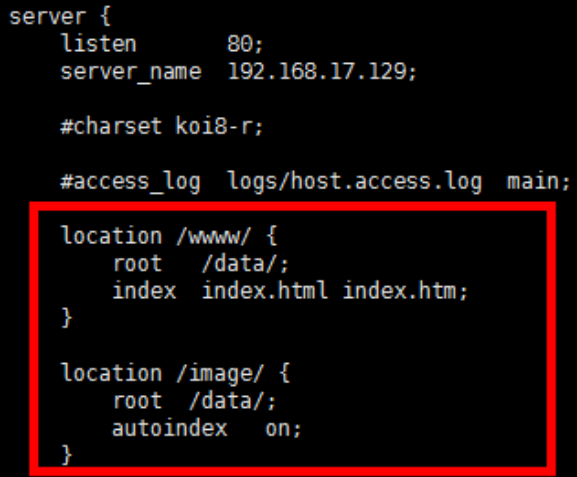 server {
    listen       80;
    server_name  192.168.17.129;
    #charset koi8-r;
    #access_log  logs/host.access.log  main;
    location /wwww/ {
        root   /data/;
        index  index.html index.htm;
    }
    location /image/ {
        root  /data/;
        autoindex   on;
    }